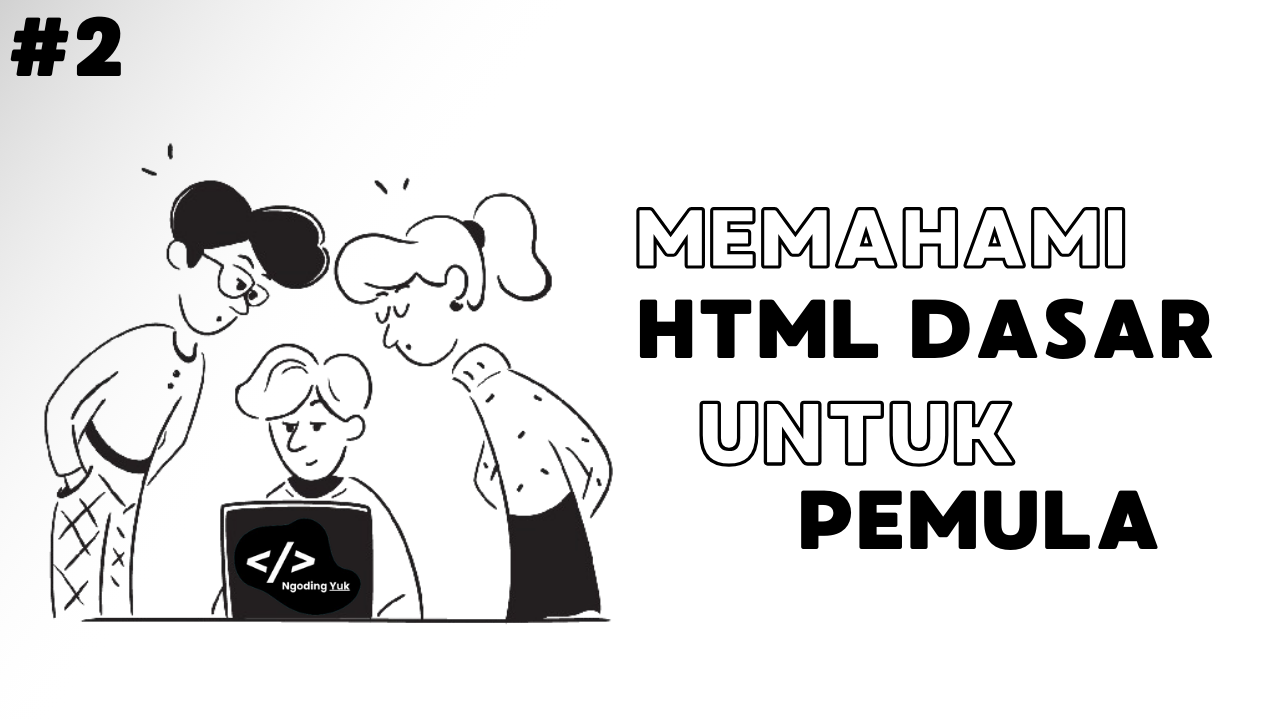 #2
MEMAHAMI
HTML DASAR
UNTUK
PEMULA
</>
Ngoding Yuk